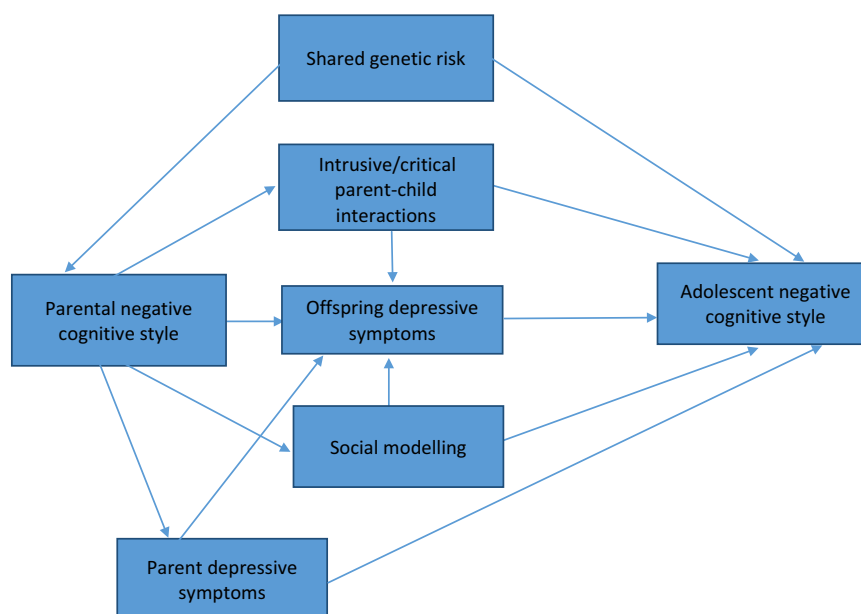 Shared genetic risk
Intrusive/critical
parent-child
interactions
Parental negative
cognitive style
Offspring depressive
symptoms
Adolescent negative
cognitive style
Social modelling
Parent depressive
symptoms